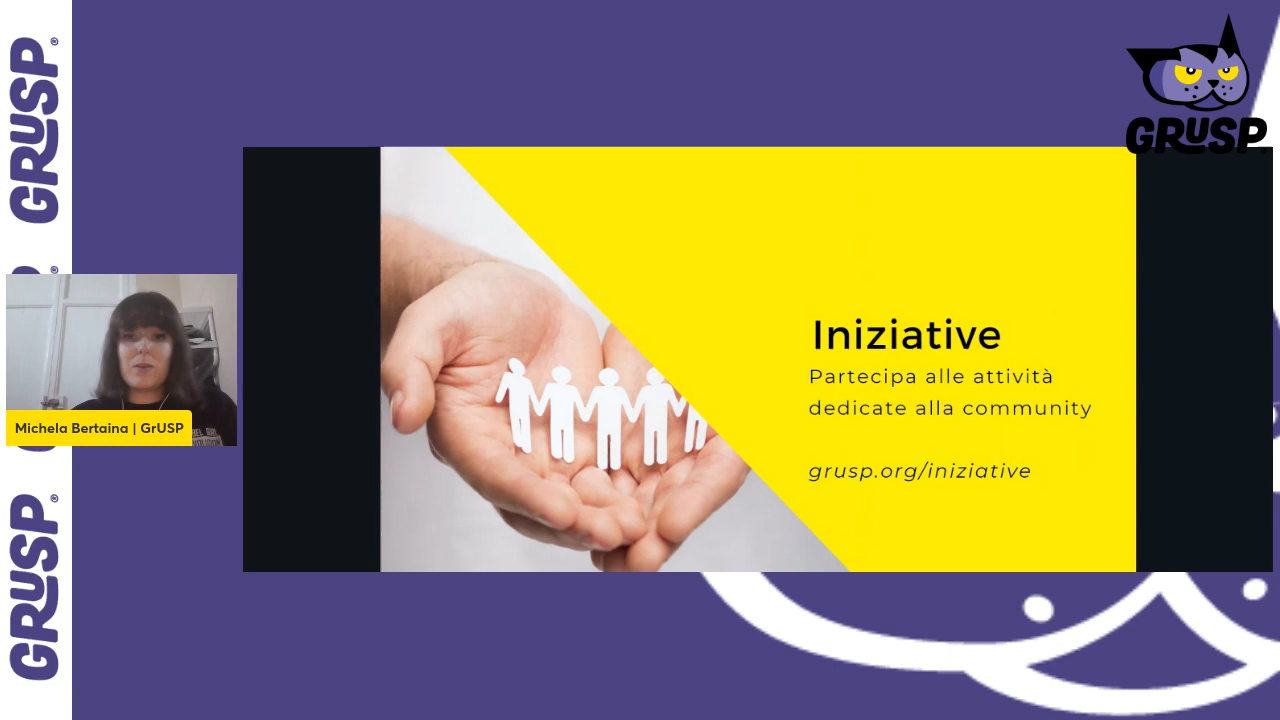 GRUSP
GRUSP
GRUSP
Michela Bertaina | GrUSP
Iniziative
Partecipa alle attività
dedicate alla community
grusp.org/iniziative